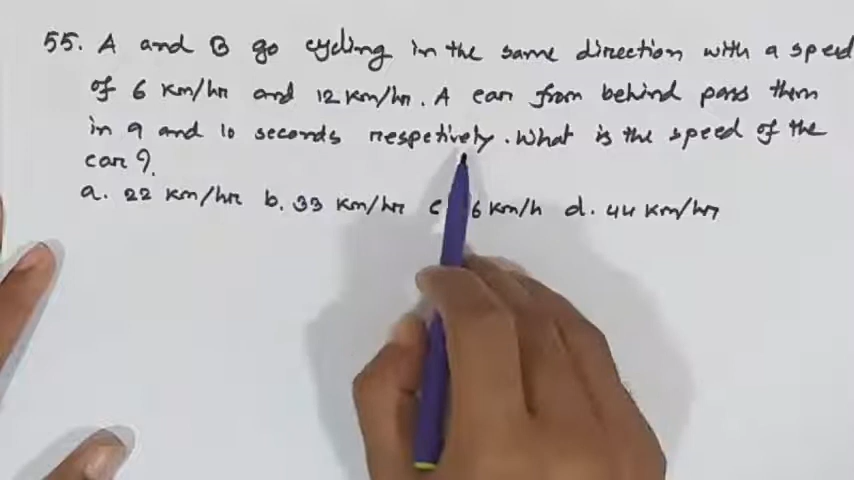 55. A and B go cycling in the same direction with a speed
of 6 km/hr and 12 km/hr. A car from behind pass them
in 9 and 10 seconds respetively. What is the speed of the
car?
a. 22 km/hr b. 33 km/hr c 6 km/h d. 44 km/hr